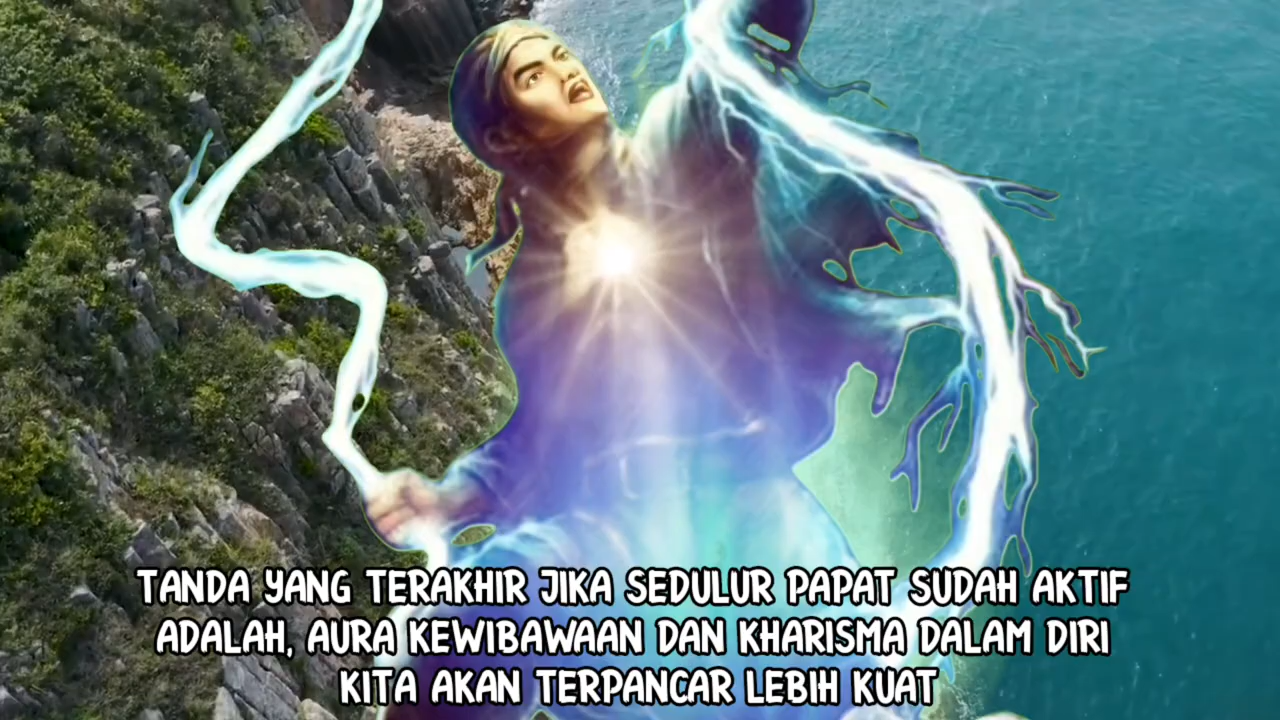 TANDA YANG TERAKHIR JIKA SEDULUR PAPAT SUDAH AKTIF
ADALAH, AURA KEWIBAWAAN DAN KHARISMA DALAM DIRI
KITA AKAN TERPANCAR LEBIH KUAT